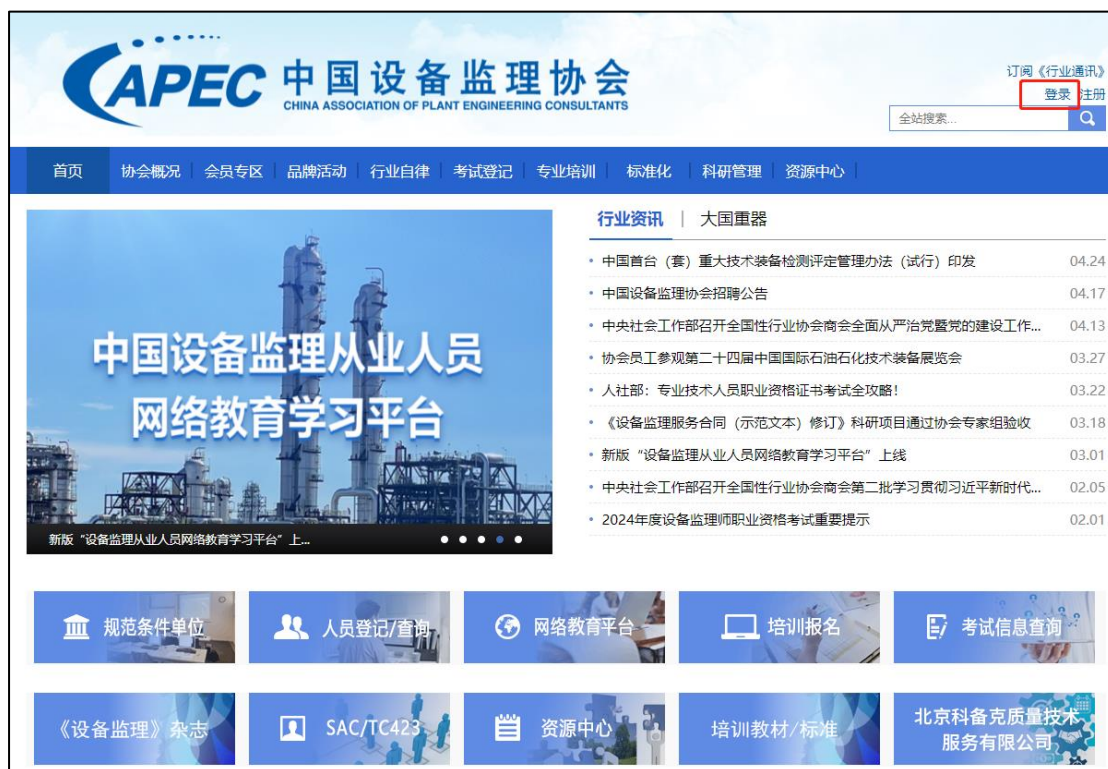 CAPEC 中国设备监理协会
CHINA ASSOCIATION OF PLANT ENGINEERING CONSULTANTS
订阅《行业通讯》
登录 注册
全站搜索...
首页 协会概况 会员专区 品牌活动 行业自律 考试登记 专业培训 标准化 科研管理 资源中心
中国设备监理从业人员
网络教育学习平台
新版“设备监理从业人员网络教育学习平台”上...
行业资讯 | 大国重器
中国首台（套）重大技术装备检测评定管理办法（试行）印发 04.24
中国设备监理协会招聘公告 04.17
中央社会工作部召开全国性行业协会商会全面从严治党暨党的建设工作... 04.13
协会员工参观第二十四届中国国际石油石化技术装备展览会 03.27
人社部：专业技术人员职业资格证书考试全攻略！ 03.22
《设备监理服务合同（示范文本）修订》科研项目通过协会专家组验收 03.18
新版“设备监理从业人员网络教育学习平台”上线 03.01
中央社会工作部召开全国性行业协会商会第二批学习贯彻习近平新时代... 02.05
2024年度设备监理师职业资格考试重要提示 02.01
规范条件单位 人员登记/查询 网络教育平台 培训报名 考试信息查询
《设备监理》杂志 SAC/TC423 资源中心 培训教材/标准 北京科备克质量技术
服务有限公司